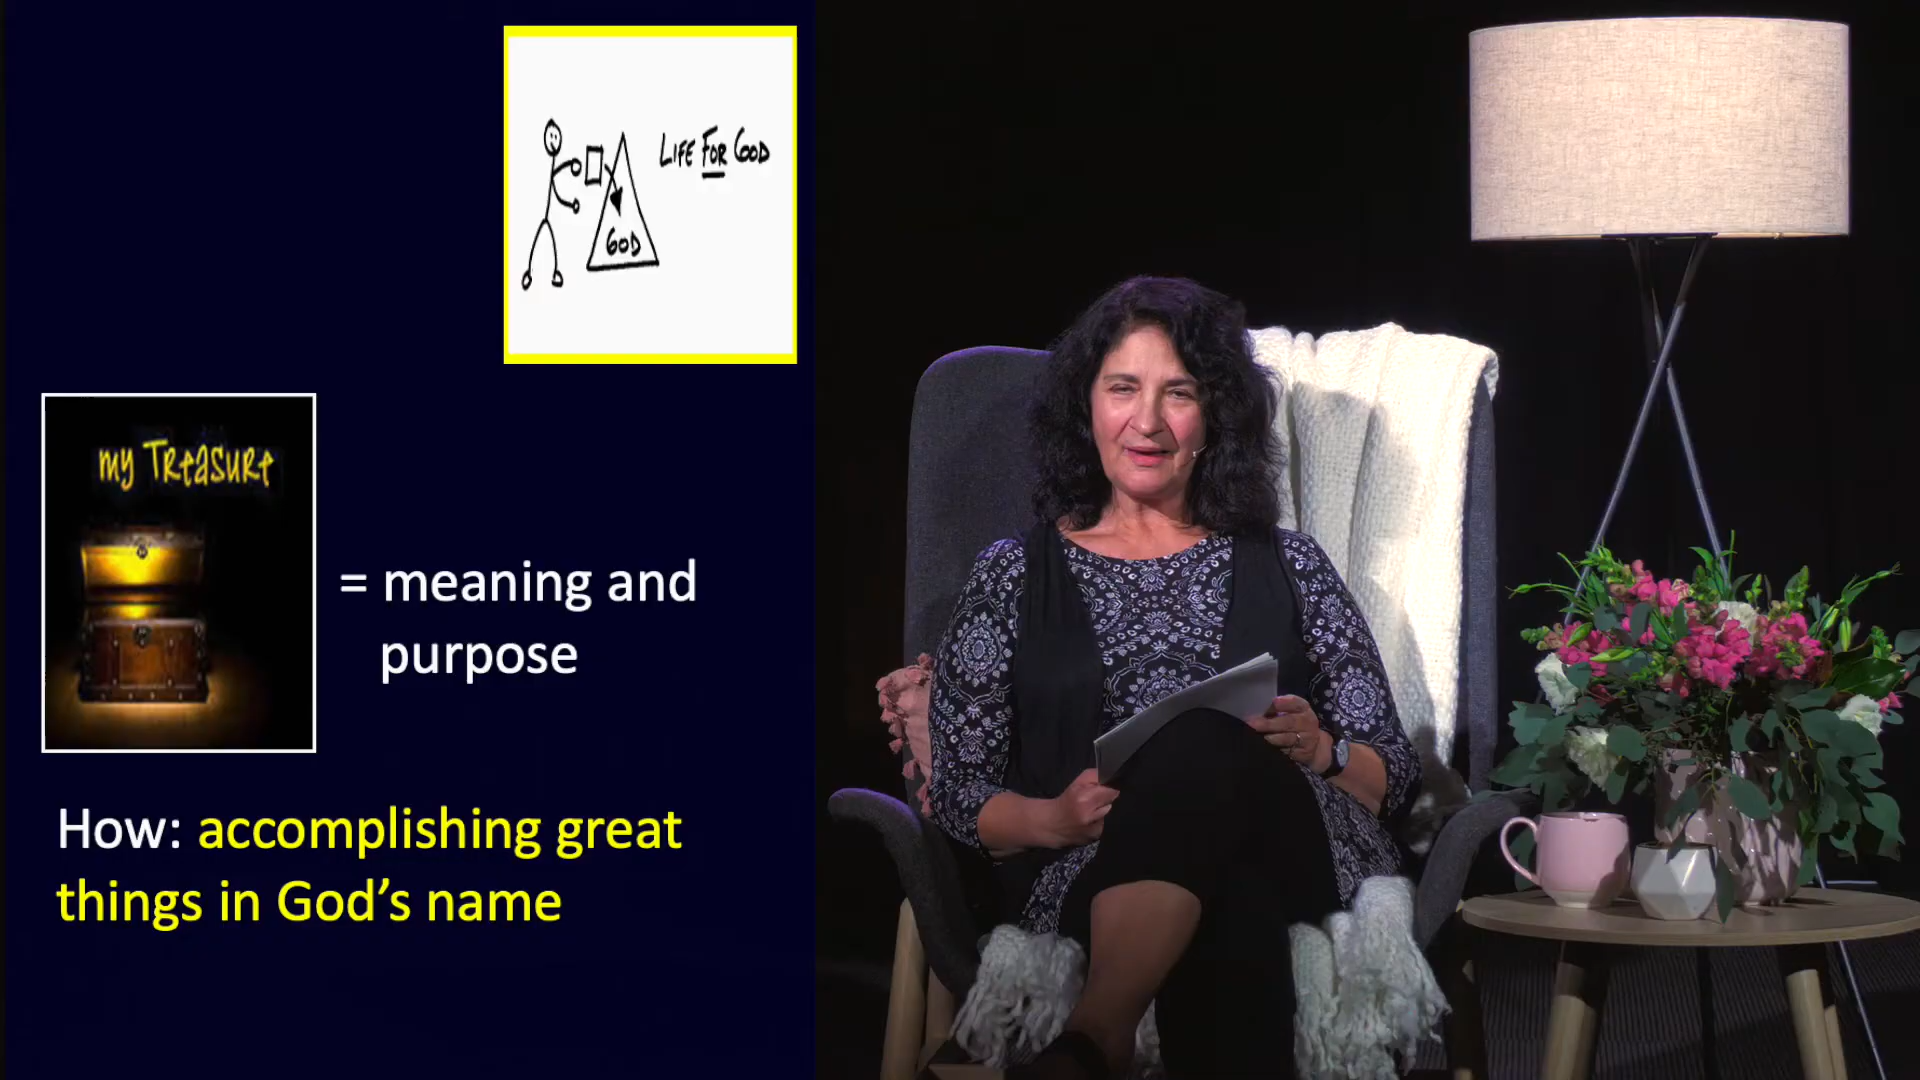 LIFE FOR GOD
GOD
my Treasure
= meaning and
purpose
How: accomplishing great
things in God's name